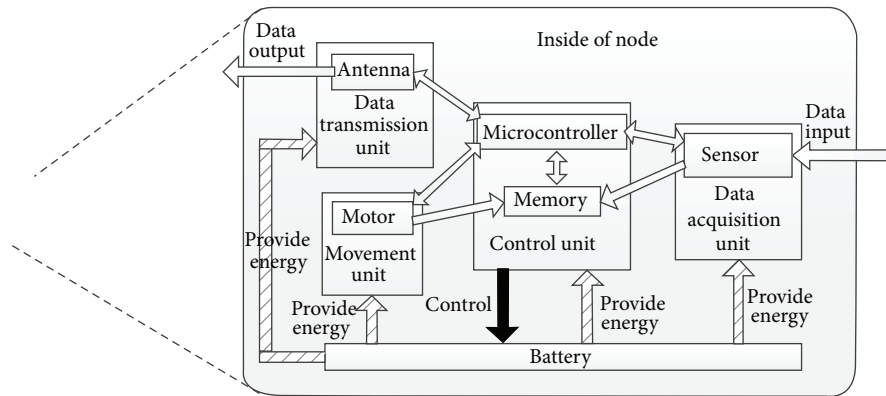 Data
output
Inside of node
Antenna
Data
transmission
unit
Microcontroller
Data
input
Sensor
Memory
Data
acquisition
unit
Motor
Movement
unit
Control unit
Provide
energy
Provide
energy
Control
Provide
energy
Provide
energy
Battery